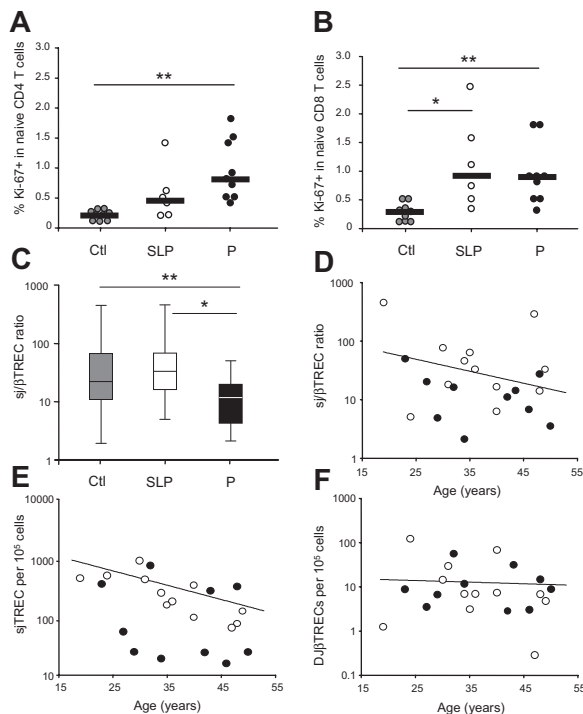 A
B
3.0
2.5
2.0
1.5
1.0
0.5
0
% Ki-67+ in naive CD4 T cells
**
Ctl SLP P
3.0
2.5
2.0
1.5
1.0
0.5
0
% Ki-67+ in naive CD8 T cells
**
*
Ctl SLP P
C
D
1000
100
10
1
sj/βTREC ratio
**
*
Ctl SLP P
1000
100
10
1
sj/βTREC ratio
15 25 35 45 55
Age (years)
E
F
10000
1000
100
10
sjTREC per 10⁵ cells
15 25 35 45 55
Age (years)
1000
100
10
1
0.1
DJβTRECs per 10⁵ cells
15 25 35 45 55
Age (years)